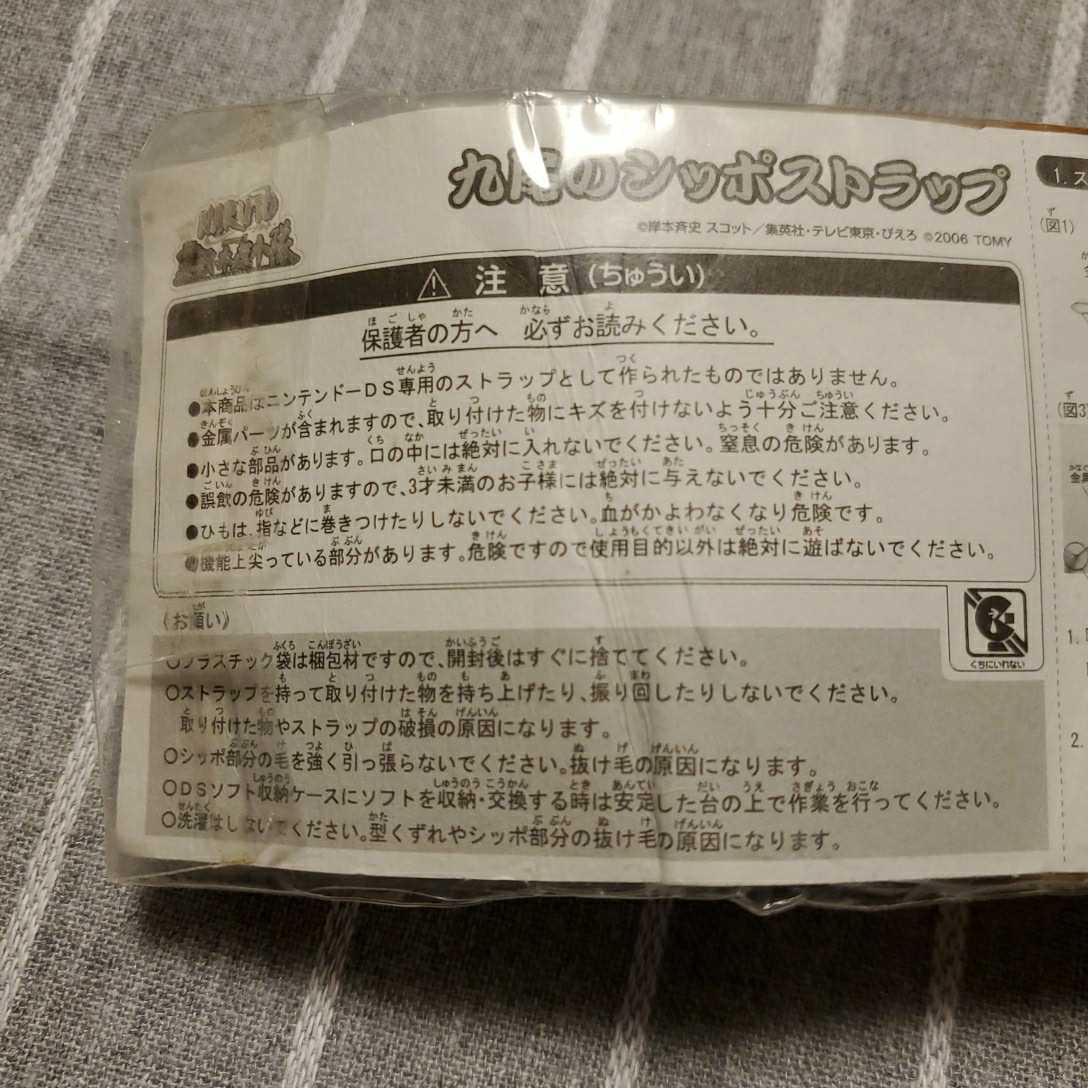 NARUTO
疾風伝
九尾のシッポストラップ
©岸本斉史 スコット／集英社・テレビ東京・ぴえろ ©2006 TOMY
⚠ 注意(ちゅうい)
保護者の方へ 必ずお読みください。
●本商品はニンテンドーDS専用のストラップとして作られたものではありません。
●金属パーツが含まれますので、取り付けた物にキズを付けないよう十分ご注意ください。
●小さな部品があります。口の中には絶対に入れないでください。窒息の危険があります。
●誤飲の危険がありますので、3才未満のお子様には絶対に与えないでください。
●ひもは、指などに巻きつけたりしないでください。血がかよわなくなり危険です。
●機能上尖っている部分があります。危険ですので使用目的以外は絶対に遊ばないでください。
くちにいれない
《お願い》
○プラスチック袋は梱包材ですので、開封後はすぐに捨ててください。
○ストラップを持って取り付けた物を持ち上げたり、振り回したりしないでください。
取り付けた物やストラップの破損の原因になります。
○シッポ部分の毛を強く引っ張らないでください。抜け毛の原因になります。
○DSソフト収納ケースにソフトを収納・交換する時は安定した台の上で作業を行ってください。
○洗濯はしないでください。型くずれやシッポ部分の抜け毛の原因になります。
1. ス
(図1)
(図3
金属
1.
2.